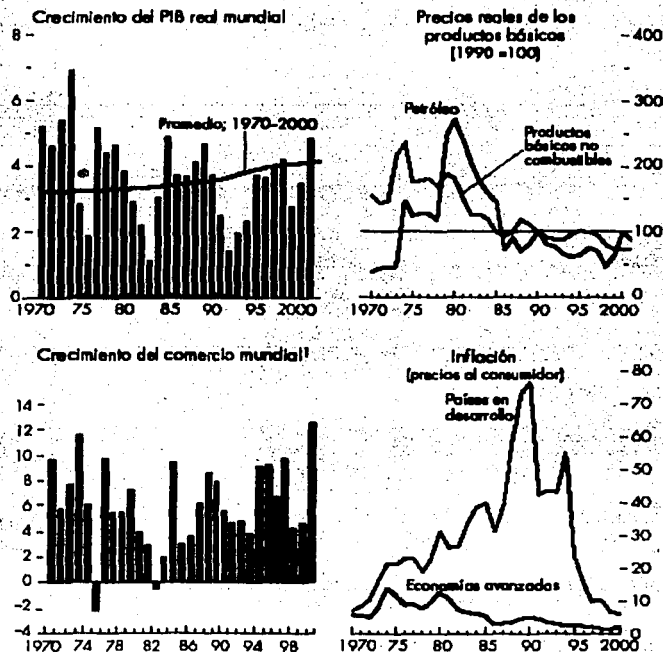 Crecimiento del PIB real mundial
8
6
4
2
0
Promedio, 1970-2000
1970 75 80 85 90 95 2000
Precios reales de los
productos básicos
[1990 =100]
400
300
200
100
0
Petróleo
Productos
básicos no
combustibles
1970 75 80 85 90 95 2000
Crecimiento del comercio mundial¹
14
12
10
8
6
4
2
0
-2
-4
1970 74 78 82 86 90 94 98
Inflación
(precios al consumidor)
80
70
60
50
40
30
20
10
0
Países en
desarrollo
Economías avanzadas
1970 75 80 85 90 95 2000